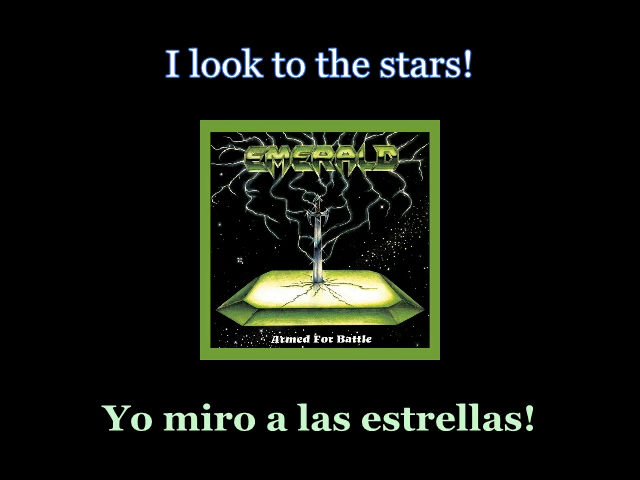 I look to the stars!
EMERALD
Armed For Battle
Yo miro a las estrellas!